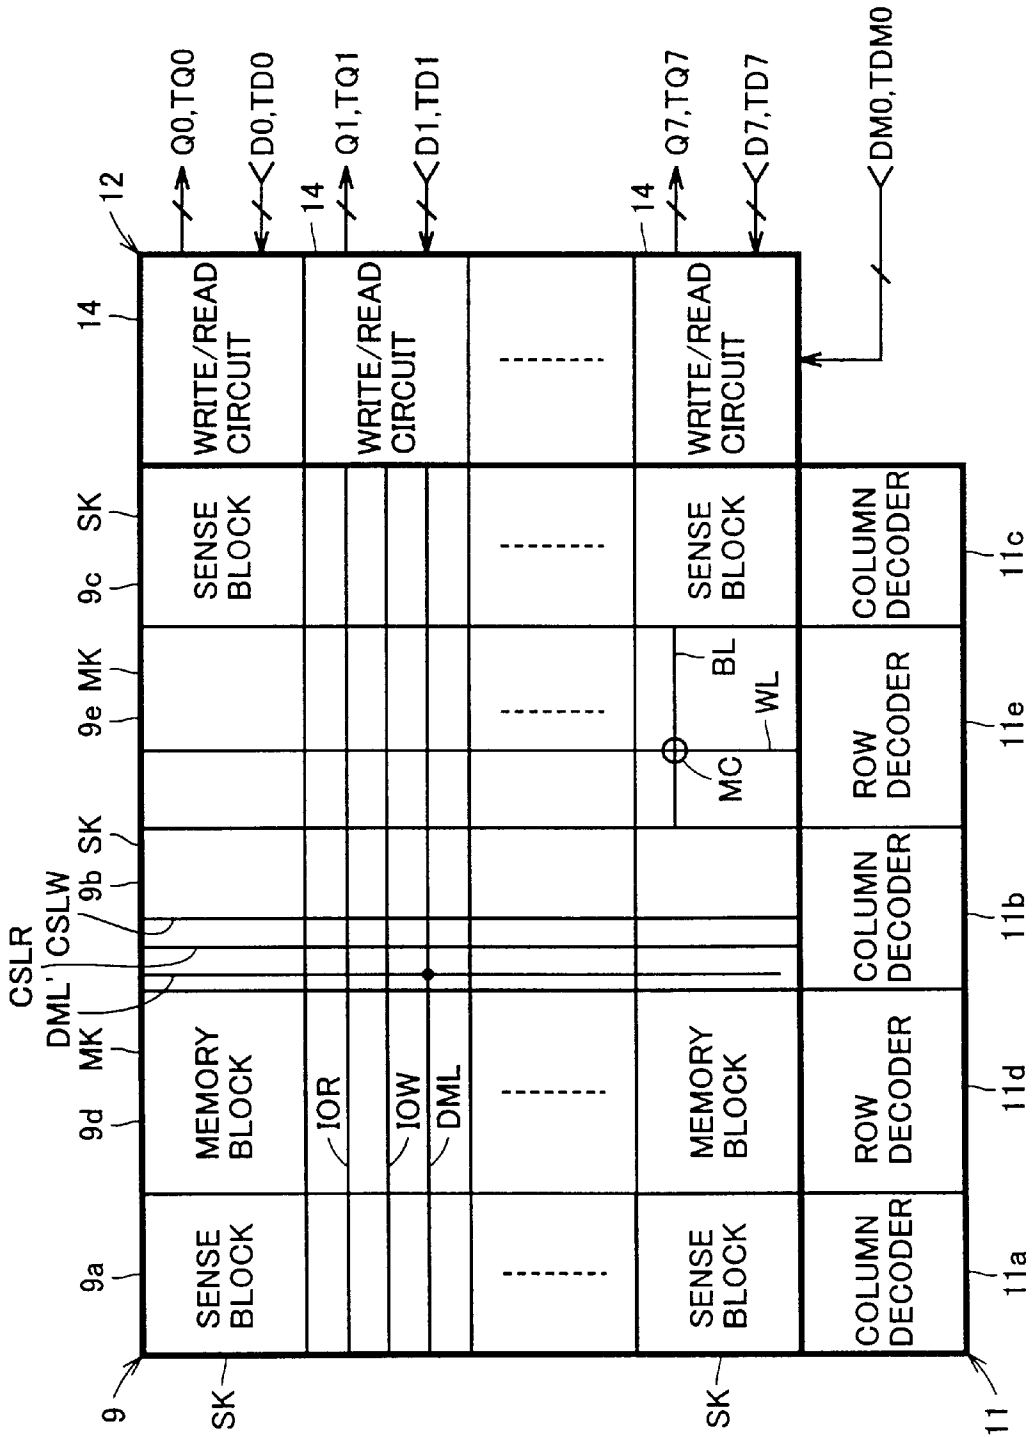 CSLR
DML' CSLW
9
9a
9d
MK
9b
SK
9e
MK
9c
SK
14
12
SK
SENSE
BLOCK
MEMORY
BLOCK
SENSE
BLOCK
WRITE/READ
CIRCUIT
Q0,TQ0
D0,TD0
14
IOR
IOW
DML
WRITE/READ
CIRCUIT
Q1,TQ1
D1,TD1
14
SK
SENSE
BLOCK
MEMORY
BLOCK
MC
BL
WL
SENSE
BLOCK
WRITE/READ
CIRCUIT
Q7,TQ7
D7,TD7
DM0,TDM0
COLUMN
DECODER
ROW
DECODER
COLUMN
DECODER
ROW
DECODER
COLUMN
DECODER
11
11a
11d
11b
11e
11c